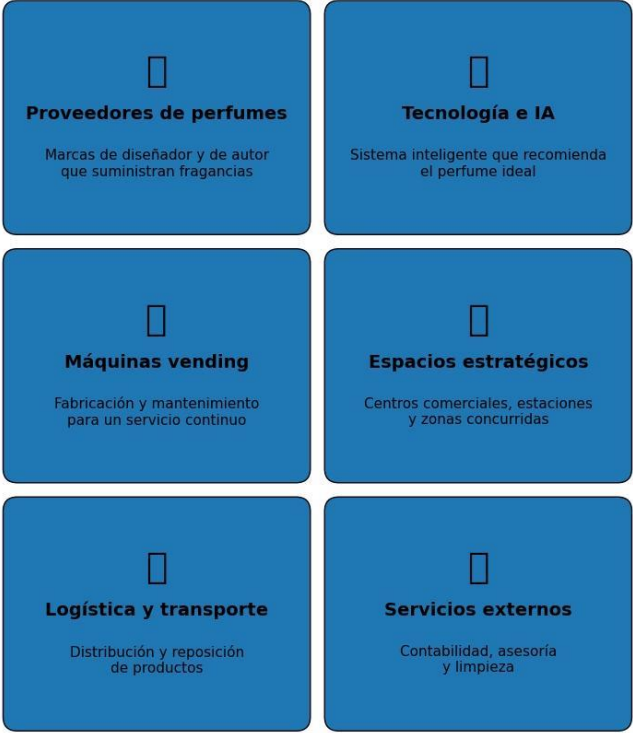 Proveedores de perfumes
Marcas de diseñador y de autor
que suministran fragancias
Tecnología e IA
Sistema inteligente que recomienda
el perfume ideal
Máquinas vending
Fabricación y mantenimiento
para un servicio continuo
Espacios estratégicos
Centros comerciales, estaciones
y zonas concurridas
Logística y transporte
Distribución y reposición
de productos
Servicios externos
Contabilidad, asesoría
y limpieza